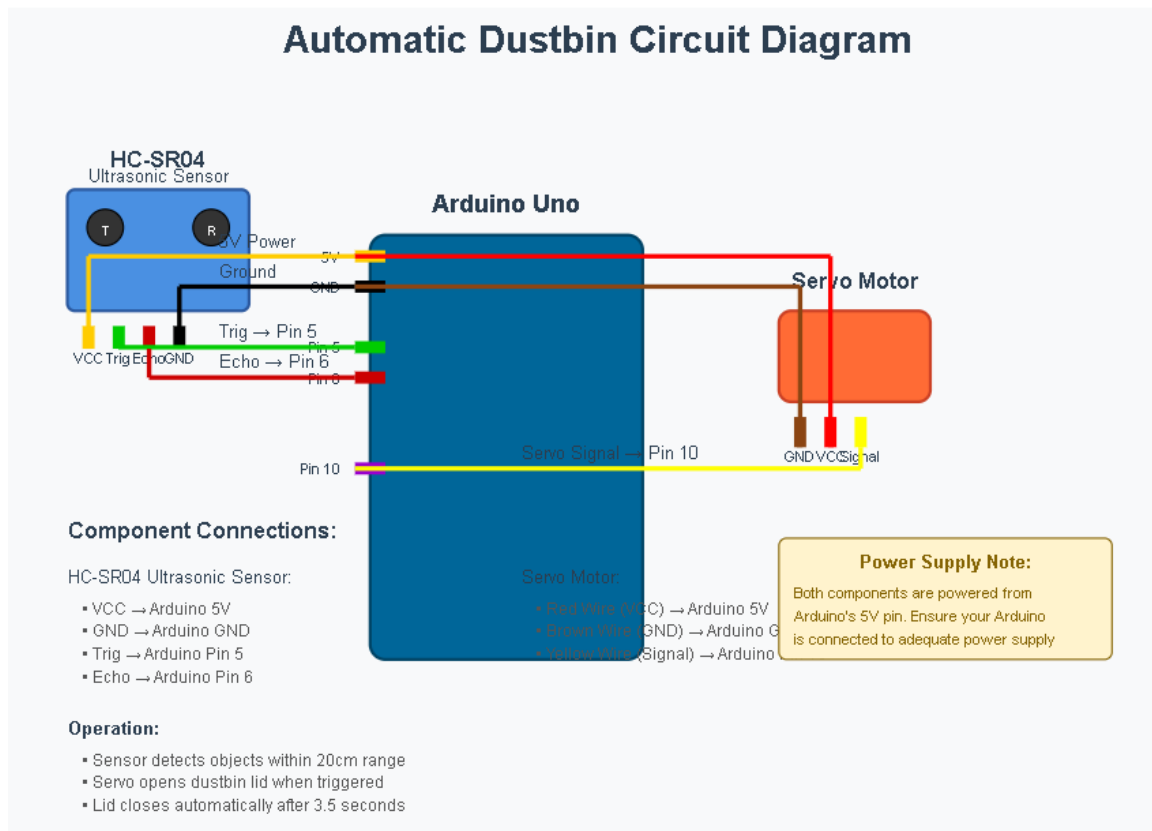 Automatic Dustbin Circuit Diagram
HC-SR04
Ultrasonic Sensor
T
R
Arduino Uno
5V Power
5V
Ground
GND
Servo Motor
Trig → Pin 5
Pin 5
VCC Trig Echo GND
Echo → Pin 6
Pin 6
GND VCC Signal
Servo Signal → Pin 10
Pin 10
Component Connections:
HC-SR04 Ultrasonic Sensor:
• VCC → Arduino 5V
• GND → Arduino GND
• Trig → Arduino Pin 5
• Echo → Arduino Pin 6
Servo Motor:
• Red Wire (VCC) → Arduino 5V
• Brown Wire (GND) → Arduino G
• Yellow Wire (Signal) → Arduino
Power Supply Note:
Both components are powered from
Arduino's 5V pin. Ensure your Arduino
is connected to adequate power supply
Operation:
• Sensor detects objects within 20cm range
• Servo opens dustbin lid when triggered
• Lid closes automatically after 3.5 seconds